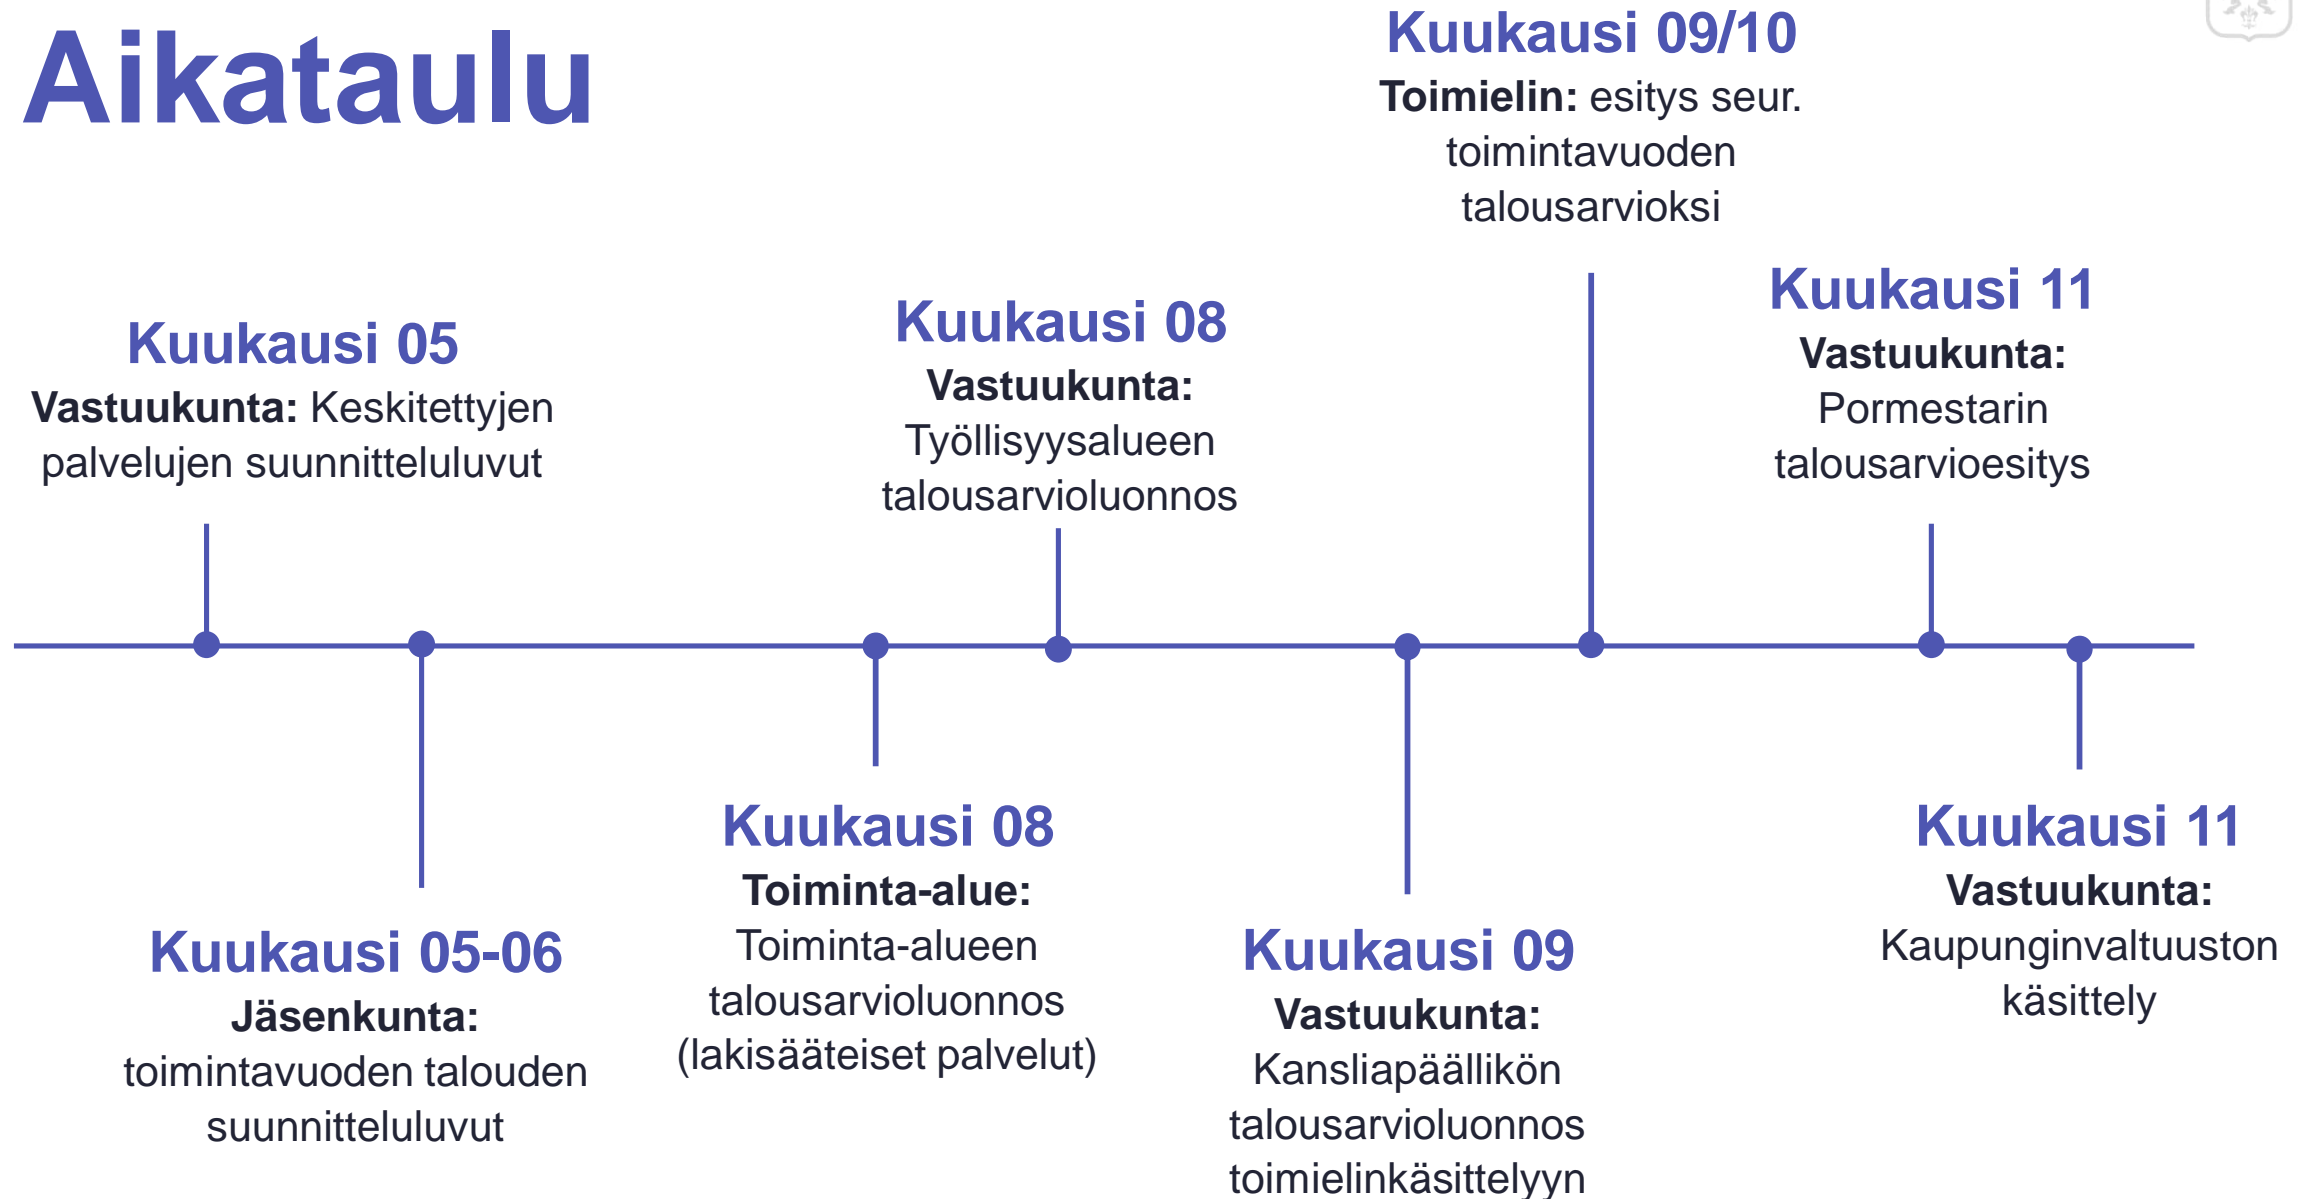 Aikataulu
Kuukausi 05
Vastuukunta: Keskitettyjen
palvelujen suunnitteluluvut
Kuukausi 05-06
Jäsenkunta:
toimintavuoden talouden
suunnitteluluvut
Kuukausi 08
Toiminta-alue:
Toiminta-alueen
talousarvioluonnos
(lakisääteiset palvelut)
Kuukausi 08
Vastuukunta:
Työllisyysalueen
talousarvioluonnos
Kuukausi 09
Vastuukunta:
Kansliapäällikön
talousarvioluonnos
toimielinkäsittelyyn
Kuukausi 09/10
Toimielin: esitys seur.
toimintavuoden
talousarvioksi
Kuukausi 11
Vastuukunta:
Pormestarin
talousarvioesitys
Kuukausi 11
Vastuukunta:
Kaupunginvaltuuston
käsittely